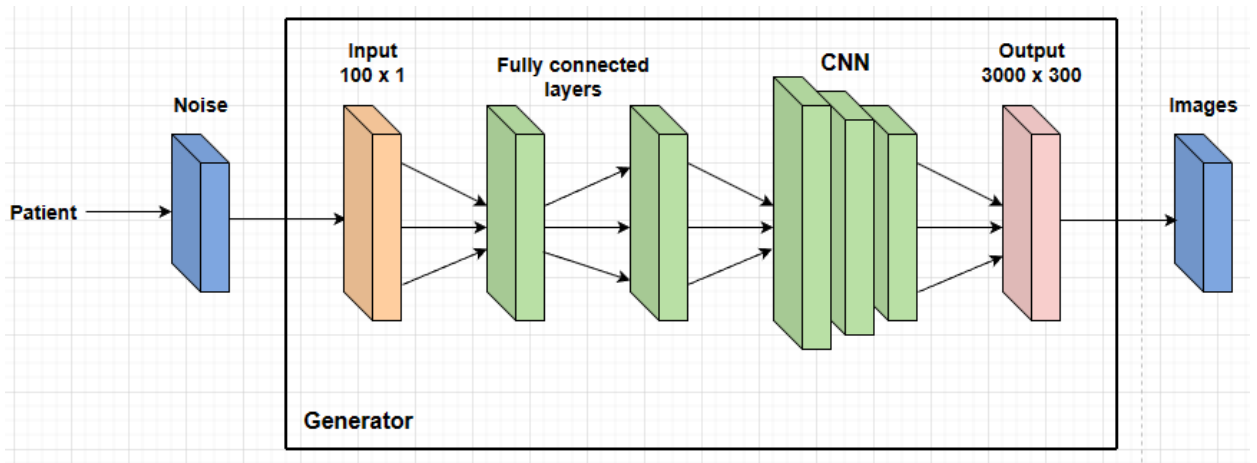 Patient
Noise
Input
100 x 1
Fully connected
layers
CNN
Output
3000 x 300
Images
Generator